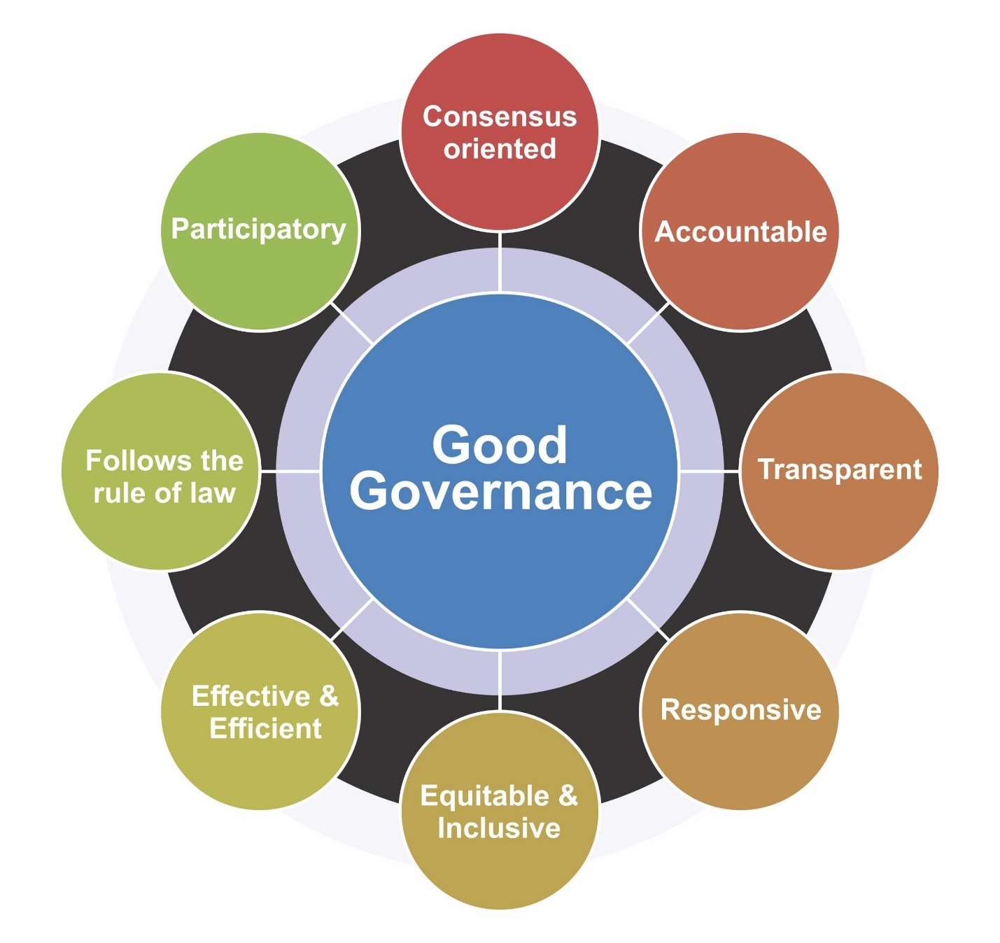 Consensus
oriented
Accountable
Transparent
Responsive
Equitable &
Inclusive
Effective &
Efficient
Follows the
rule of law
Participatory
Good
Governance